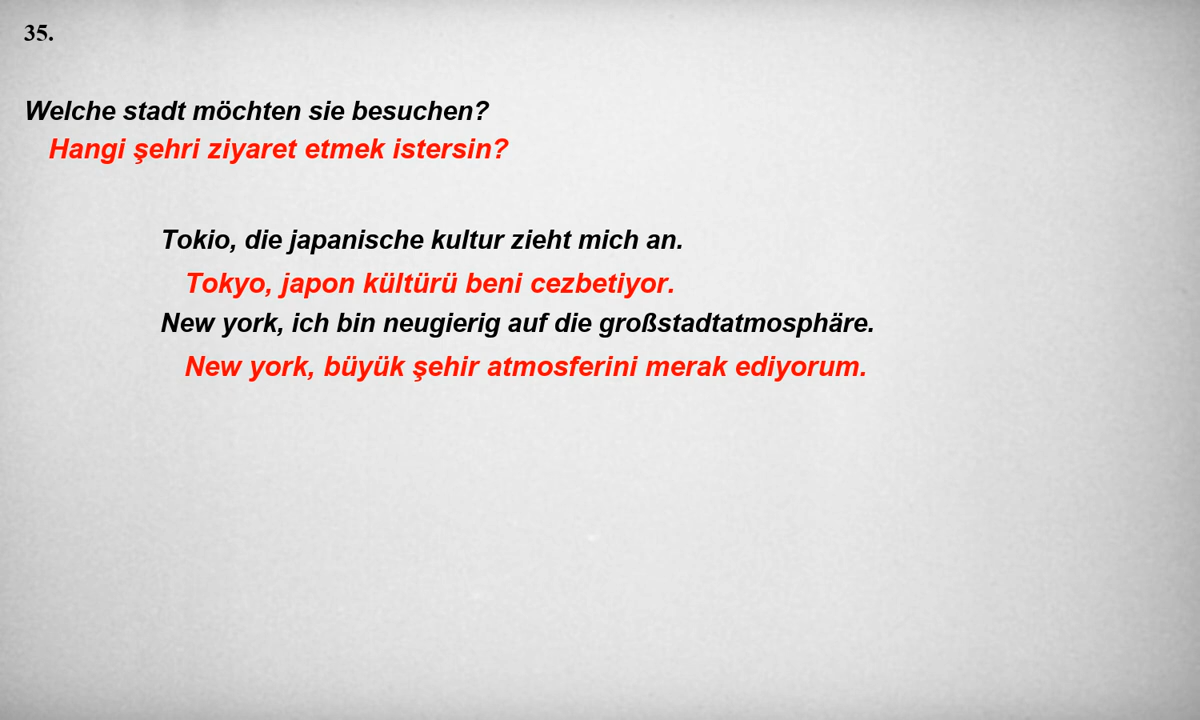 35.
Welche stadt möchten sie besuchen?
Hangi şehri ziyaret etmek istersin?
Tokio, die japanische kultur zieht mich an.
Tokyo, japon kültürü beni cezbetiyor.
New york, ich bin neugierig auf die großstadtatmosphäre.
New york, büyük şehir atmosferini merak ediyorum.